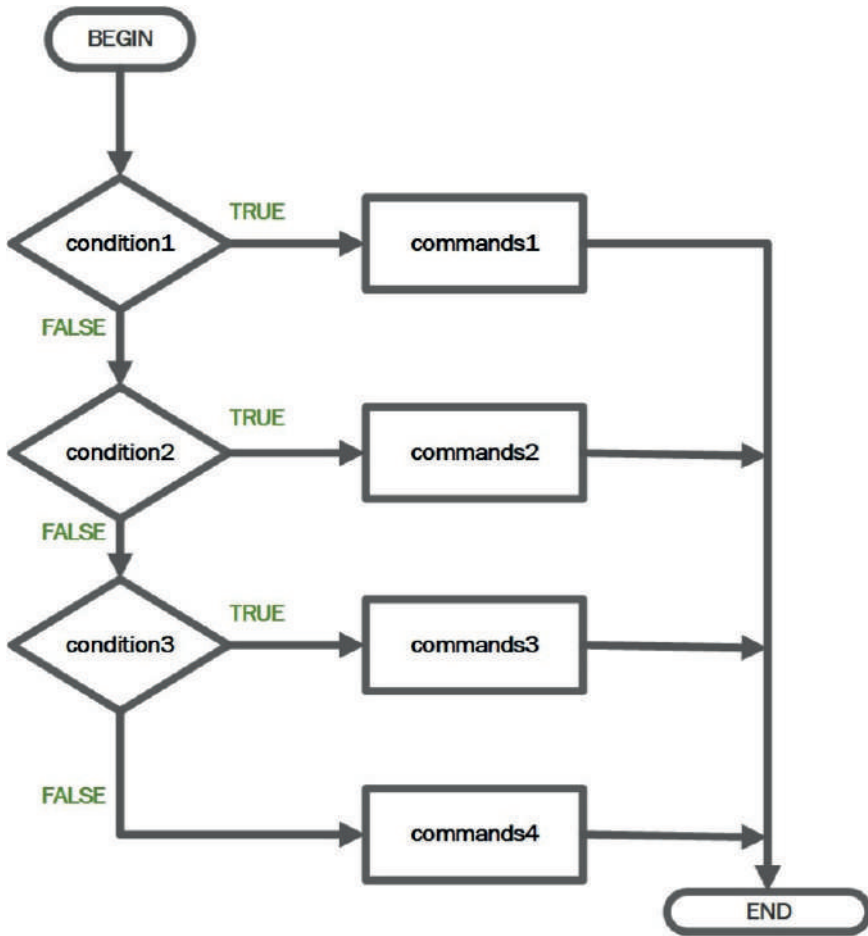 BEGIN
TRUE
condition1
commands1
FALSE
TRUE
condition2
commands2
FALSE
TRUE
condition3
commands3
FALSE
commands4
END